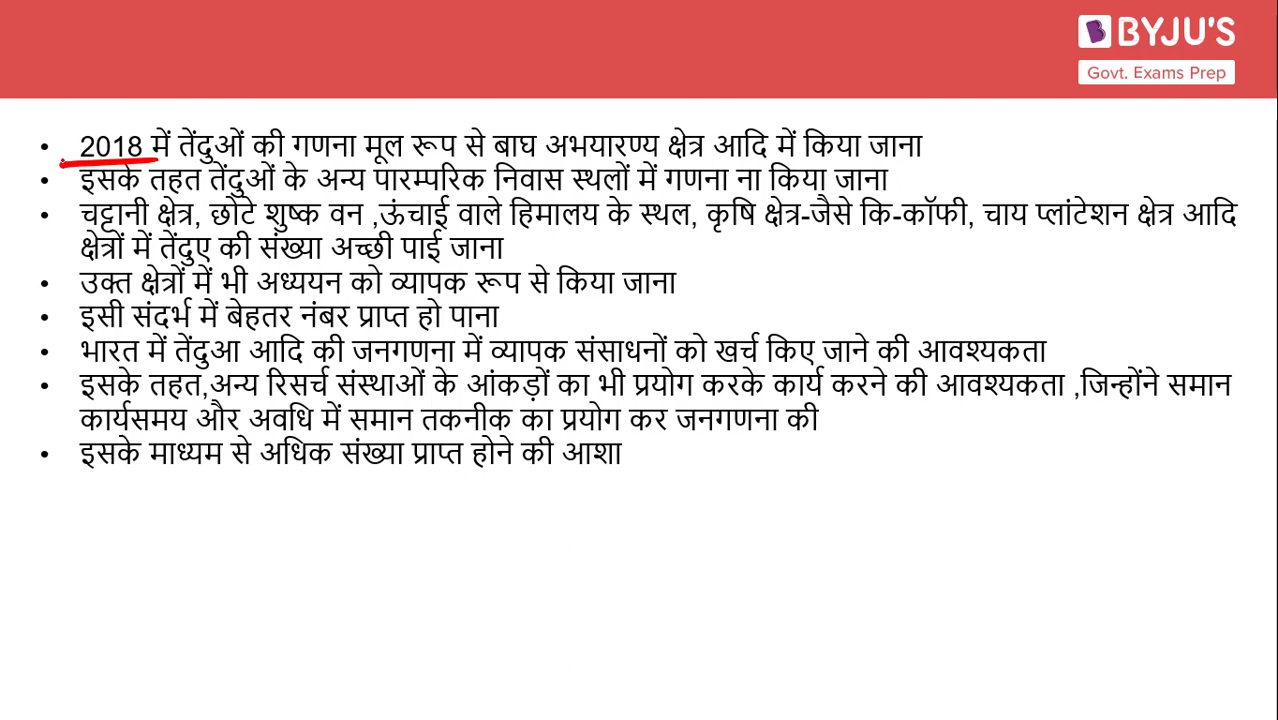 BYJU'S
Govt. Exams Prep
• 2018 में तेंदुओं की गणना मूल रूप से बाघ अभयारण्य क्षेत्र आदि में किया जाना
• इसके तहत तेंदुओं के अन्य पारम्परिक निवास स्थलों में गणना ना किया जाना
• चट्टानी क्षेत्र, छोटे शुष्क वन ,ऊंचाई वाले हिमालय के स्थल, कृषि क्षेत्र-जैसे कि-कॉफी, चाय प्लांटेशन क्षेत्र आदि
क्षेत्रों में तेंदुए की संख्या अच्छी पाई जाना
• उक्त क्षेत्रों में भी अध्ययन को व्यापक रूप से किया जाना
• इसी संदर्भ में बेहतर नंबर प्राप्त हो पाना
• भारत में तेंदुआ आदि की जनगणना में व्यापक संसाधनों को खर्च किए जाने की आवश्यकता
• इसके तहत,अन्य रिसर्च संस्थाओं के आंकड़ों का भी प्रयोग करके कार्य करने की आवश्यकता ,जिन्होंने समान
कार्यसमय और अवधि में समान तकनीक का प्रयोग कर जनगणना की
• इसके माध्यम से अधिक संख्या प्राप्त होने की आशा